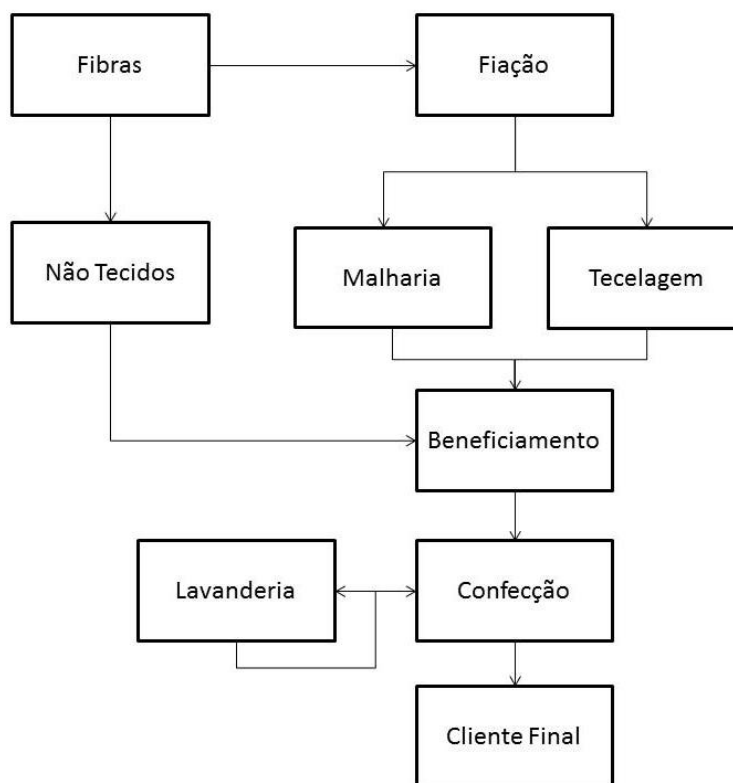 Fibras
Fiação
Não Tecidos
Malharia
Tecelagem
Beneficiamento
Lavanderia
Confecção
Cliente Final